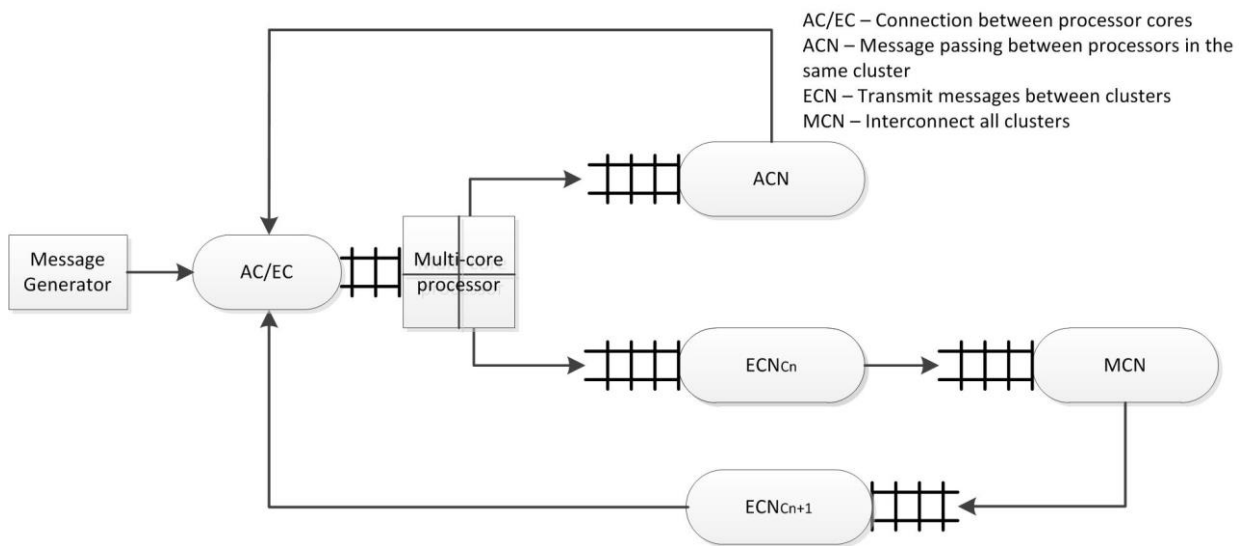 AC/EC – Connection between processor cores
ACN – Message passing between processors in the
same cluster
ECN – Transmit messages between clusters
MCN – Interconnect all clusters
ACN
Message
Generator
AC/EC
Multi-core
processor
ECNCn
MCN
ECNCn+1